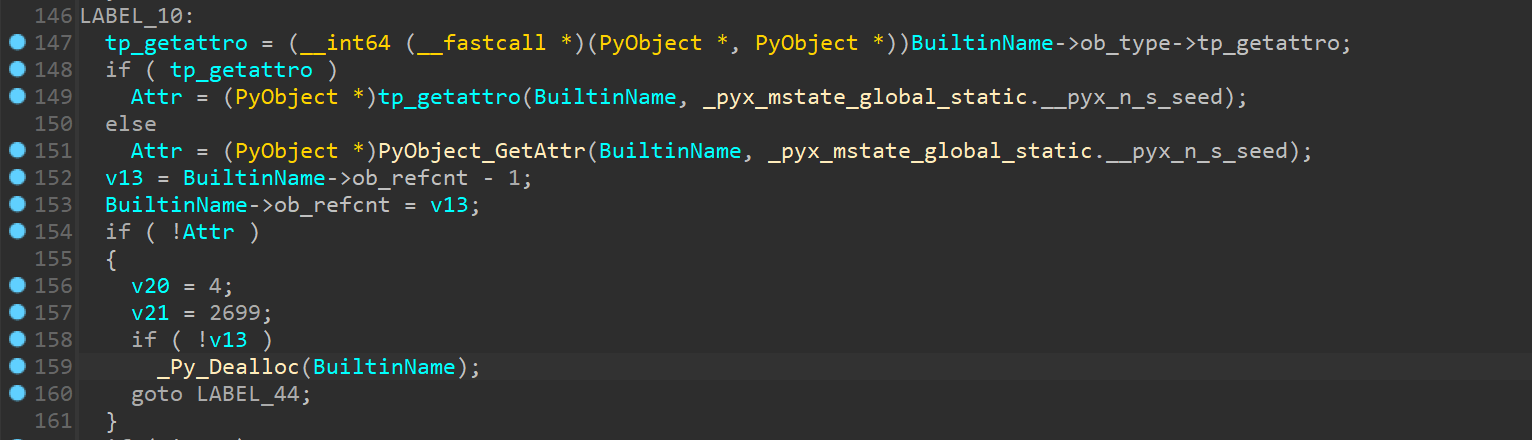 146 LABEL_10:
147 tp_getattro = (__int64 (__fastcall *)(PyObject *, PyObject *))BuiltinName->ob_type->tp_getattro;
148 if ( tp_getattro )
149 Attr = (PyObject *)tp_getattro(BuiltinName, _pyx_mstate_global_static.__pyx_n_s_seed);
150 else
151 Attr = (PyObject *)PyObject_GetAttr(BuiltinName, _pyx_mstate_global_static.__pyx_n_s_seed);
152 v13 = BuiltinName->ob_refcnt - 1;
153 BuiltinName->ob_refcnt = v13;
154 if ( !Attr )
155 {
156 v20 = 4;
157 v21 = 2699;
158 if ( !v13 )
159 _Py_Dealloc(BuiltinName);
160 goto LABEL_44;
161 }